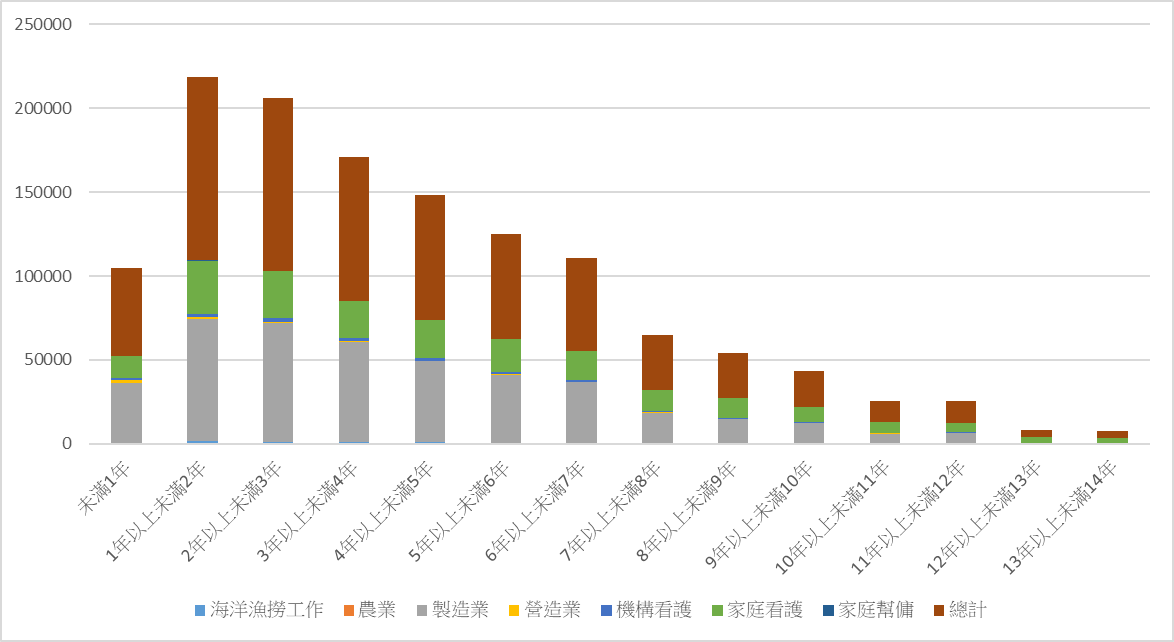 250000
200000
150000
100000
50000
0
未滿1年
1年以上未滿2年
2年以上未滿3年
3年以上未滿4年
4年以上未滿5年
5年以上未滿6年
6年以上未滿7年
7年以上未滿8年
8年以上未滿9年
9年以上未滿10年
10年以上未滿11年
11年以上未滿12年
12年以上未滿13年
13年以上未滿14年
海洋漁撈工作 農業 製造業 營造業 機構看護 家庭看護 家庭幫傭 總計